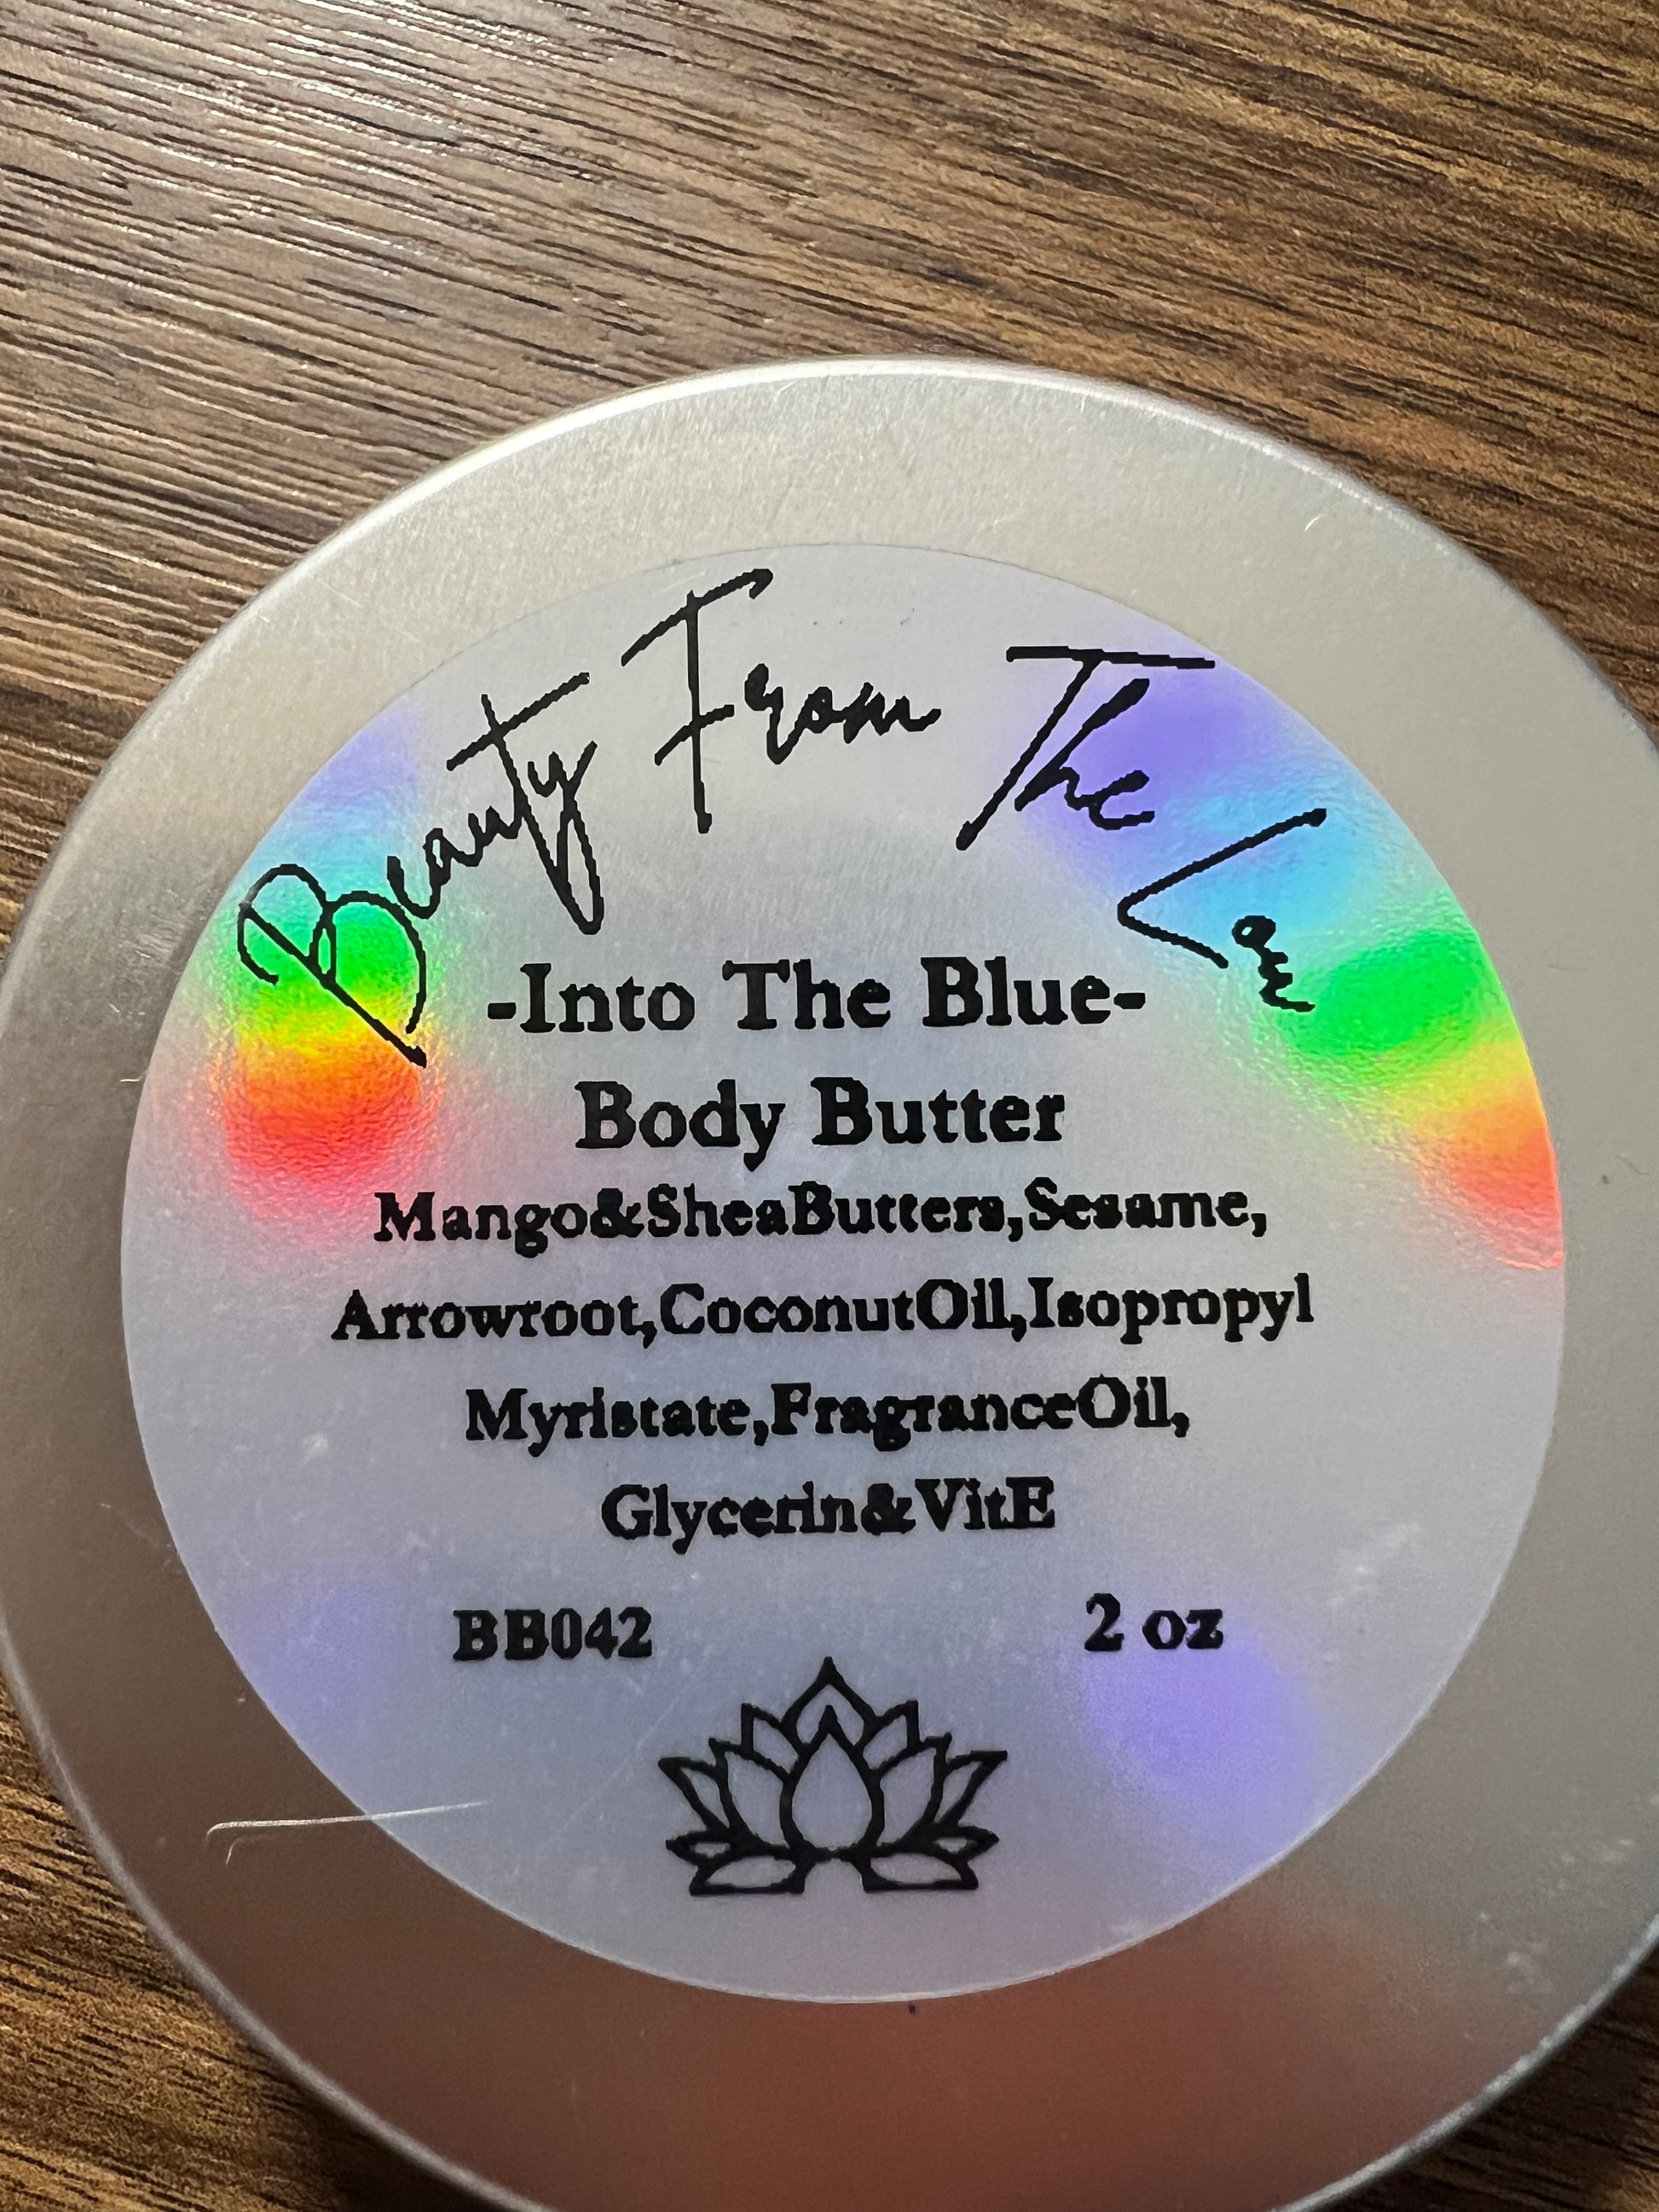 Beauty From The
-Into The Blue-
Body Butter
Mango&SheaButters,Sesame,
Arrowroot,CoconutOil,Isopropyl
Myristate,FragranceOil,
Glycerin&VitE
BB042 2 oz